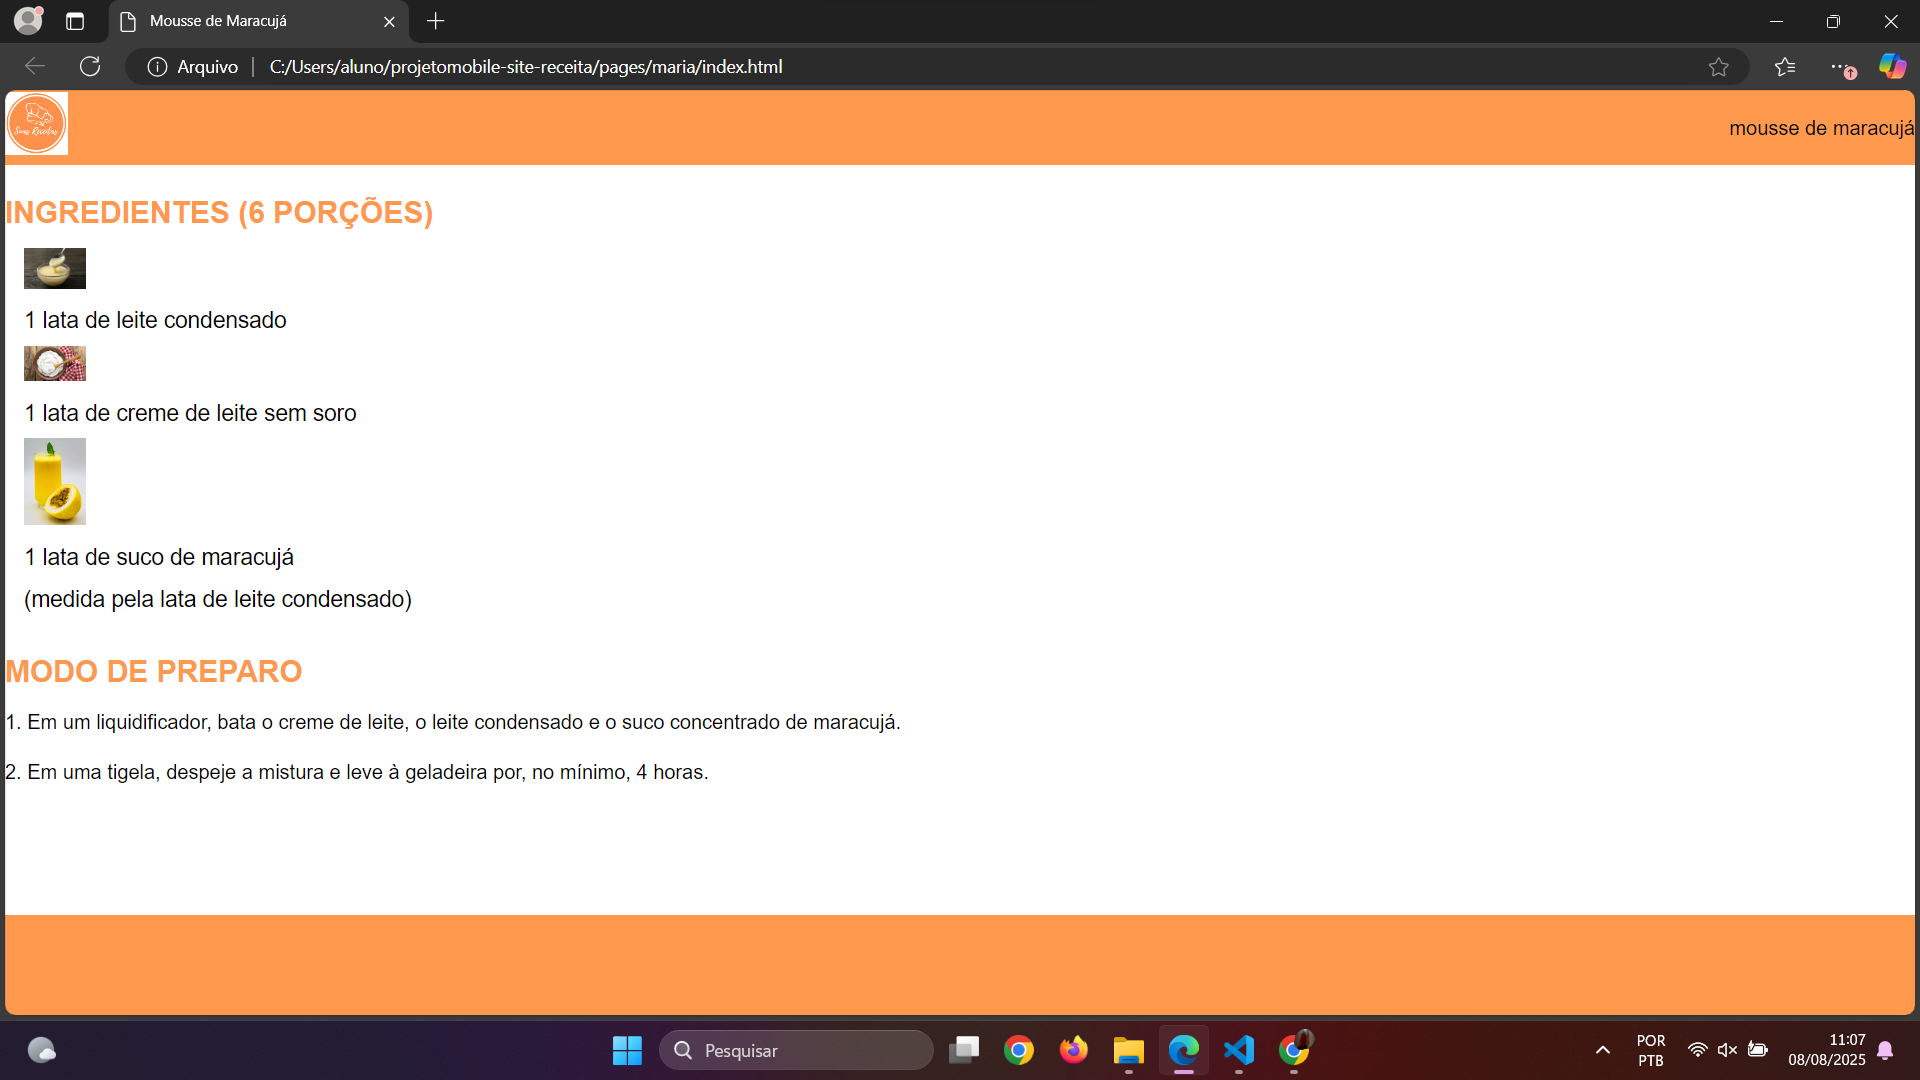 Mousse de Maracujá
Arquivo
C:/Users/aluno/projetomobile-site-receita/pages/maria/index.html
Suas Receitas
mousse de maracujá
INGREDIENTES (6 PORÇÕES)
1 lata de leite condensado
1 lata de creme de leite sem soro
1 lata de suco de maracujá
(medida pela lata de leite condensado)
MODO DE PREPARO
1. Em um liquidificador, bata o creme de leite, o leite condensado e o suco concentrado de maracujá.
2. Em uma tigela, despeje a mistura e leve à geladeira por, no mínimo, 4 horas.
Pesquisar
POR
PTB
11:07
08/08/2025